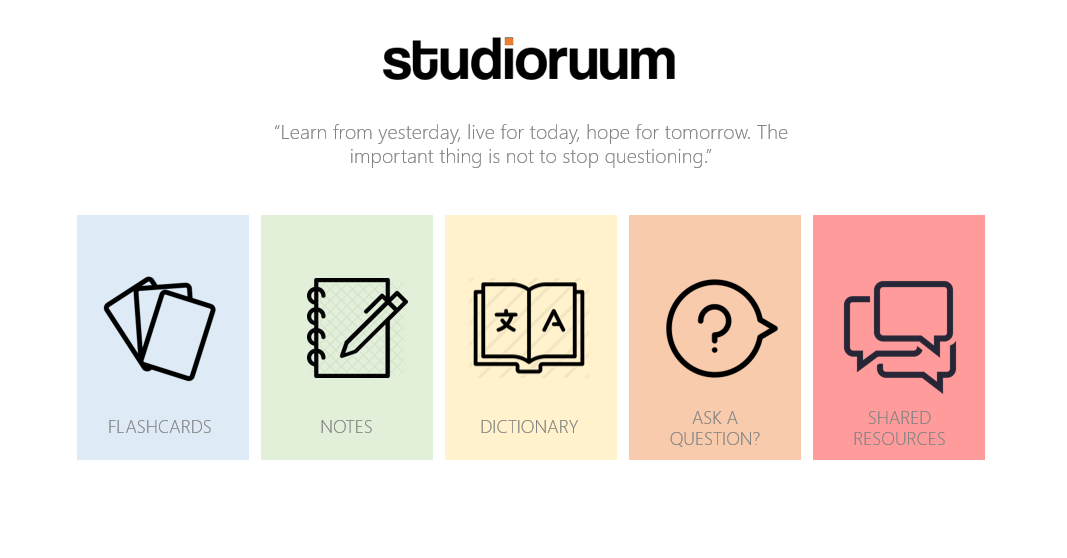 studioruum
“Learn from yesterday, live for today, hope for tomorrow. The
important thing is not to stop questioning.”
文 A
?
FLASHCARDS
NOTES
DICTIONARY
ASK A
QUESTION?
SHARED
RESOURCES